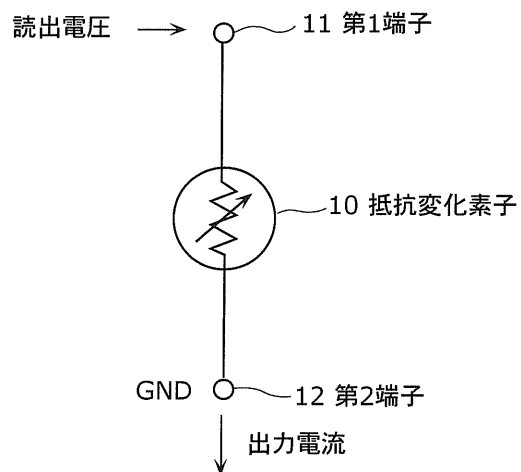 読出電圧
11 第1端子
10 抵抗変化素子
GND
12 第2端子
出力電流